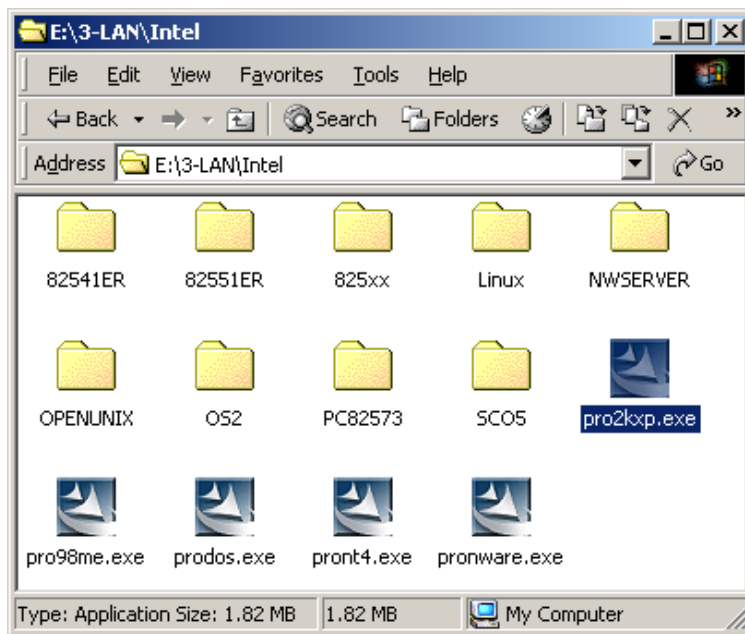 E:\3-LAN\Intel
File Edit View Favorites Tools Help
Back Search Folders »
Address E:\3-LAN\Intel Go
82541ER 82551ER 825xx Linux NWSERVER
OPENUNIX OS2 PC82573 SCO5 pro2kxp.exe
pro98me.exe prodos.exe pront4.exe pronware.exe
Type: Application Size: 1.82 MB 1.82 MB My Computer